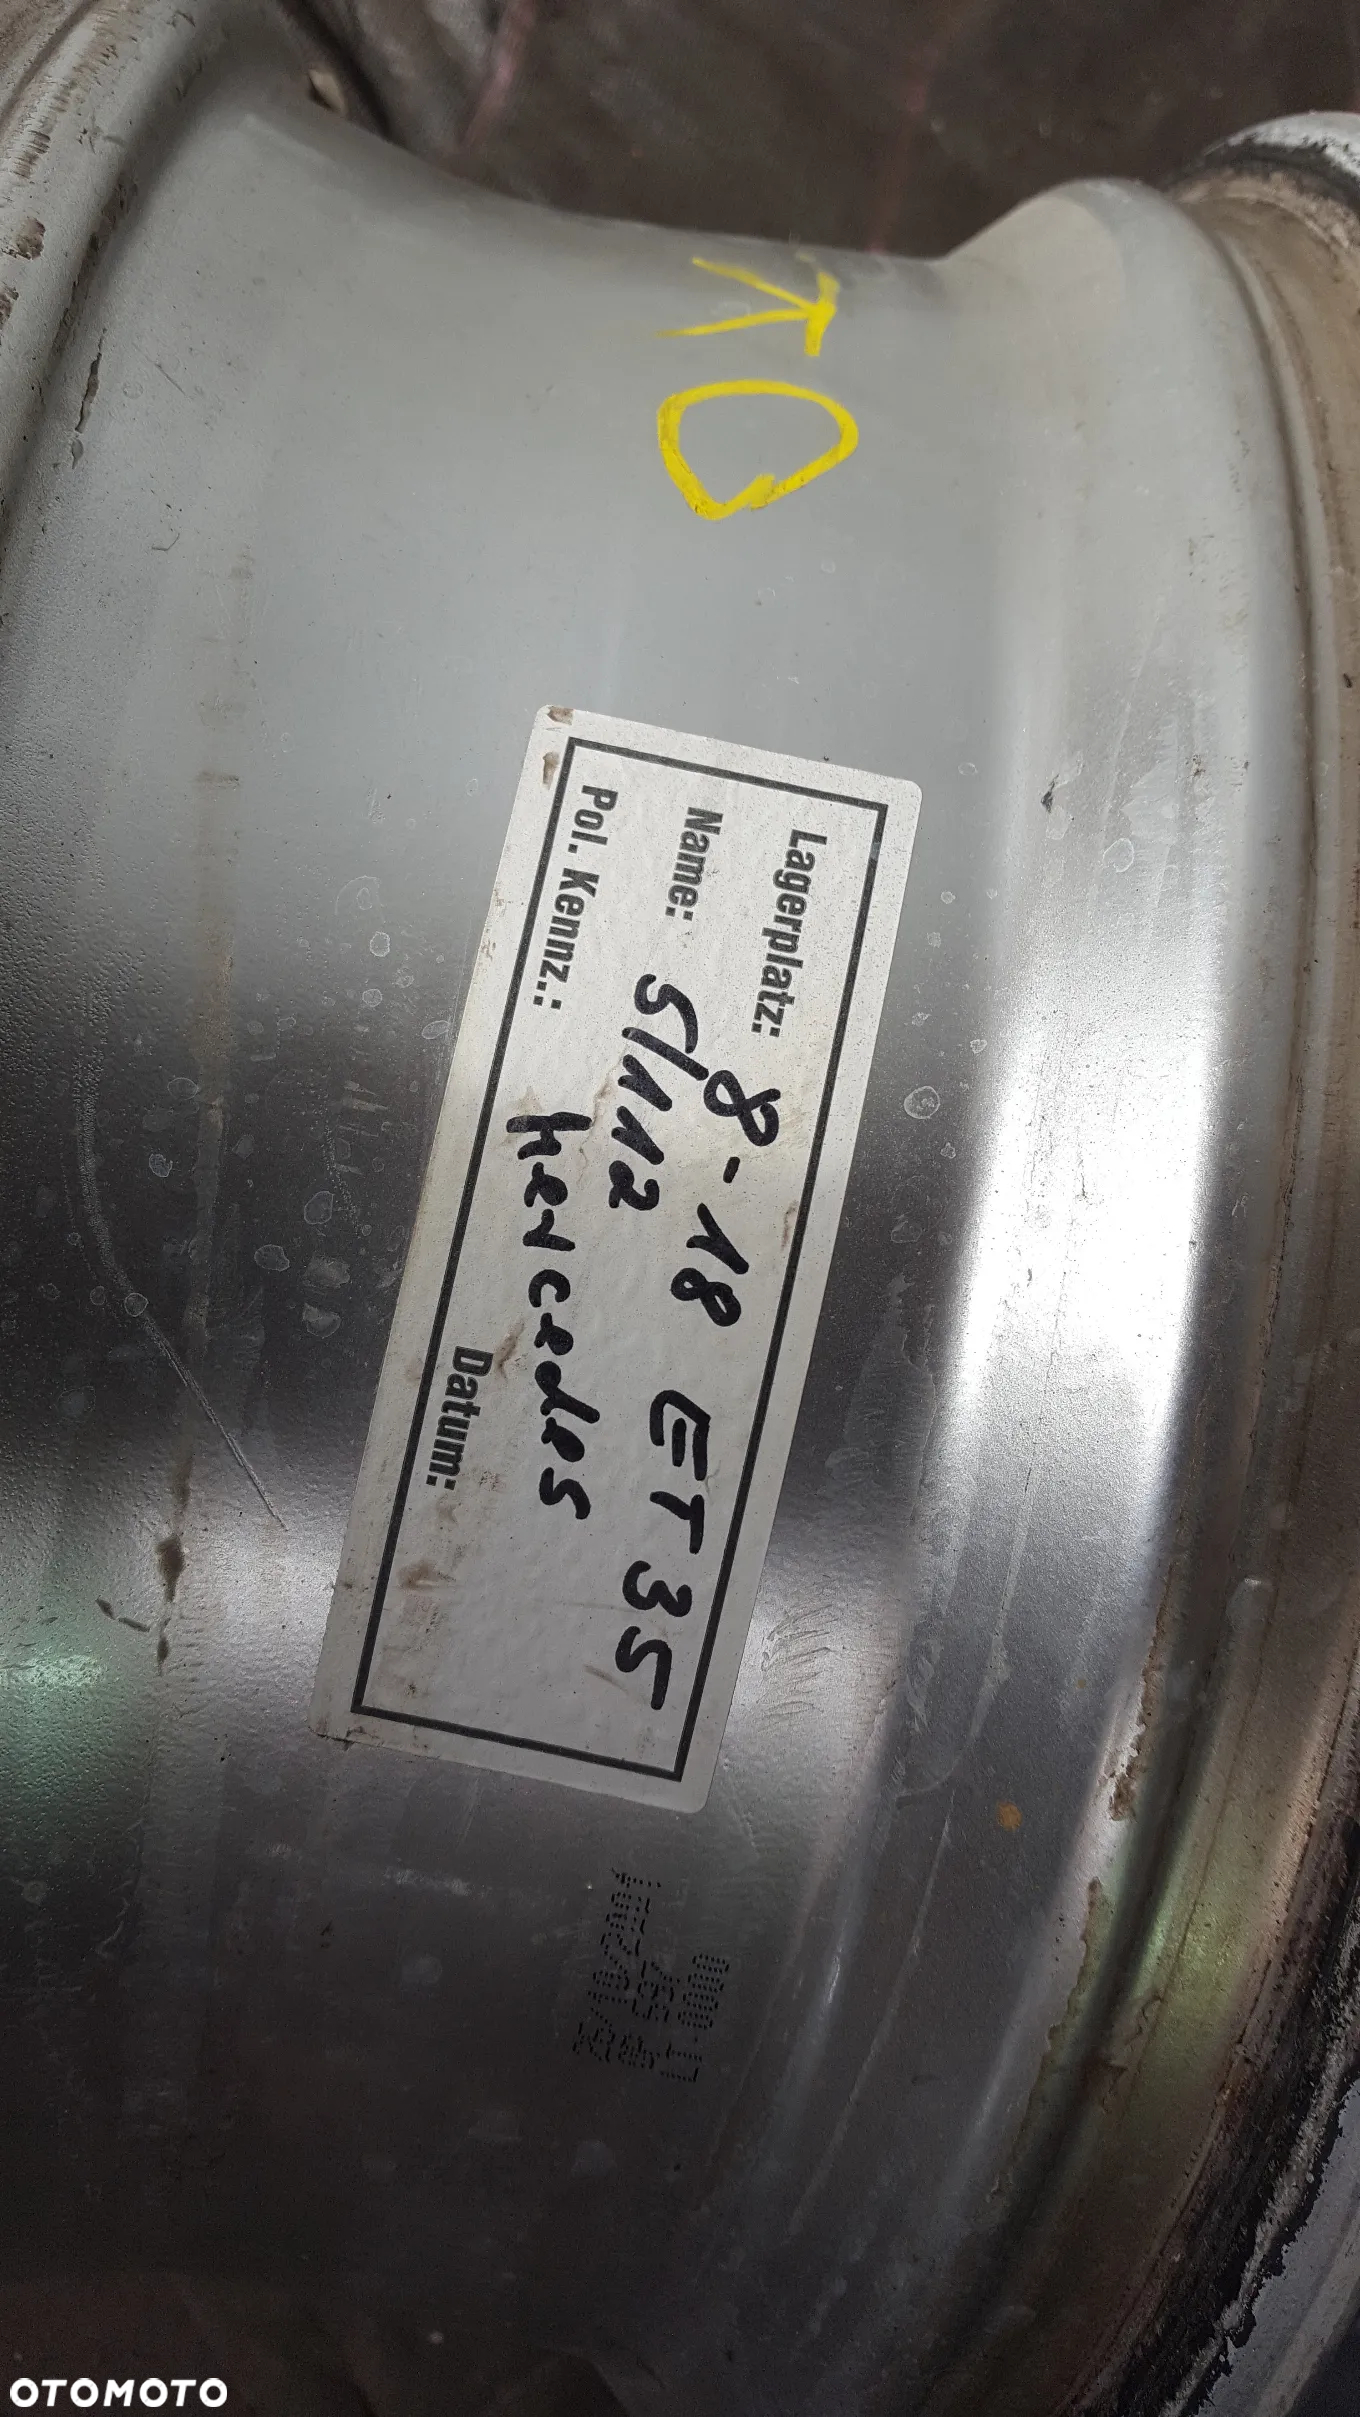 Lagerplatz: 8-18 ET35
Name: 5/112
Pol. Kennz.: Mercedes
Datum:
OTOMOTO